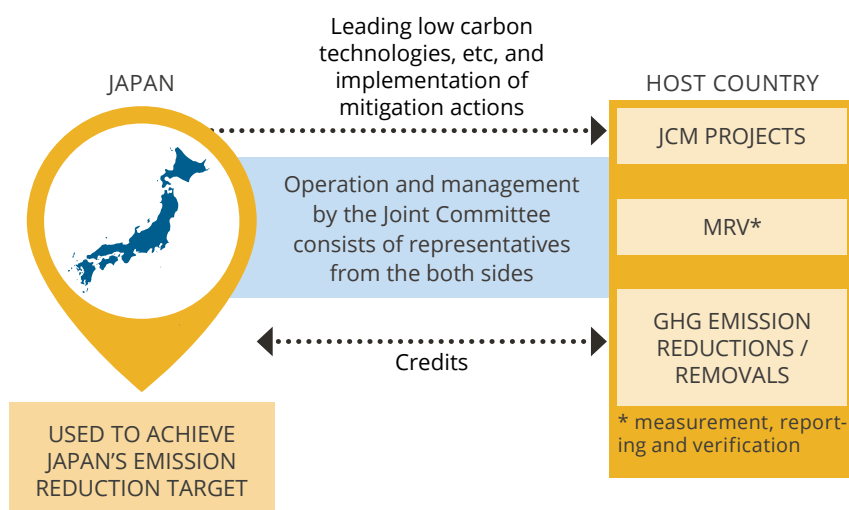 Leading low carbon
technologies, etc, and
implementation of
mitigation actions
JAPAN
HOST COUNTRY
JCM PROJECTS
Operation and management
by the Joint Committee
consists of representatives
from the both sides
MRV*
GHG EMISSION
REDUCTIONS /
REMOVALS
Credits
* measurement, report-
ing and verification
USED TO ACHIEVE
JAPAN'S EMISSION
REDUCTION TARGET